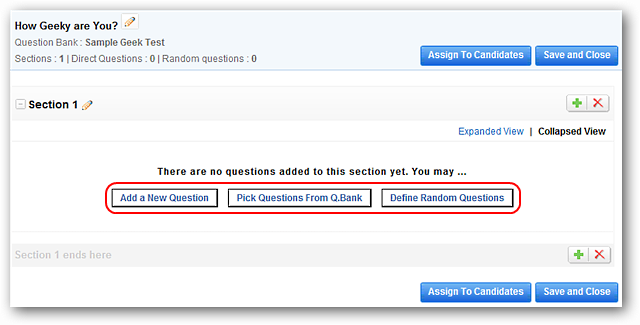 How Geeky are You?
Question Bank : Sample Geek Test
Sections : 1 | Direct Questions : 0 | Random questions : 0
Assign To Candidates Save and Close
Section 1
Expanded View | Collapsed View
There are no questions added to this section yet. You may ...
Add a New Question Pick Questions From Q.Bank Define Random Questions
Section 1 ends here
Assign To Candidates Save and Close